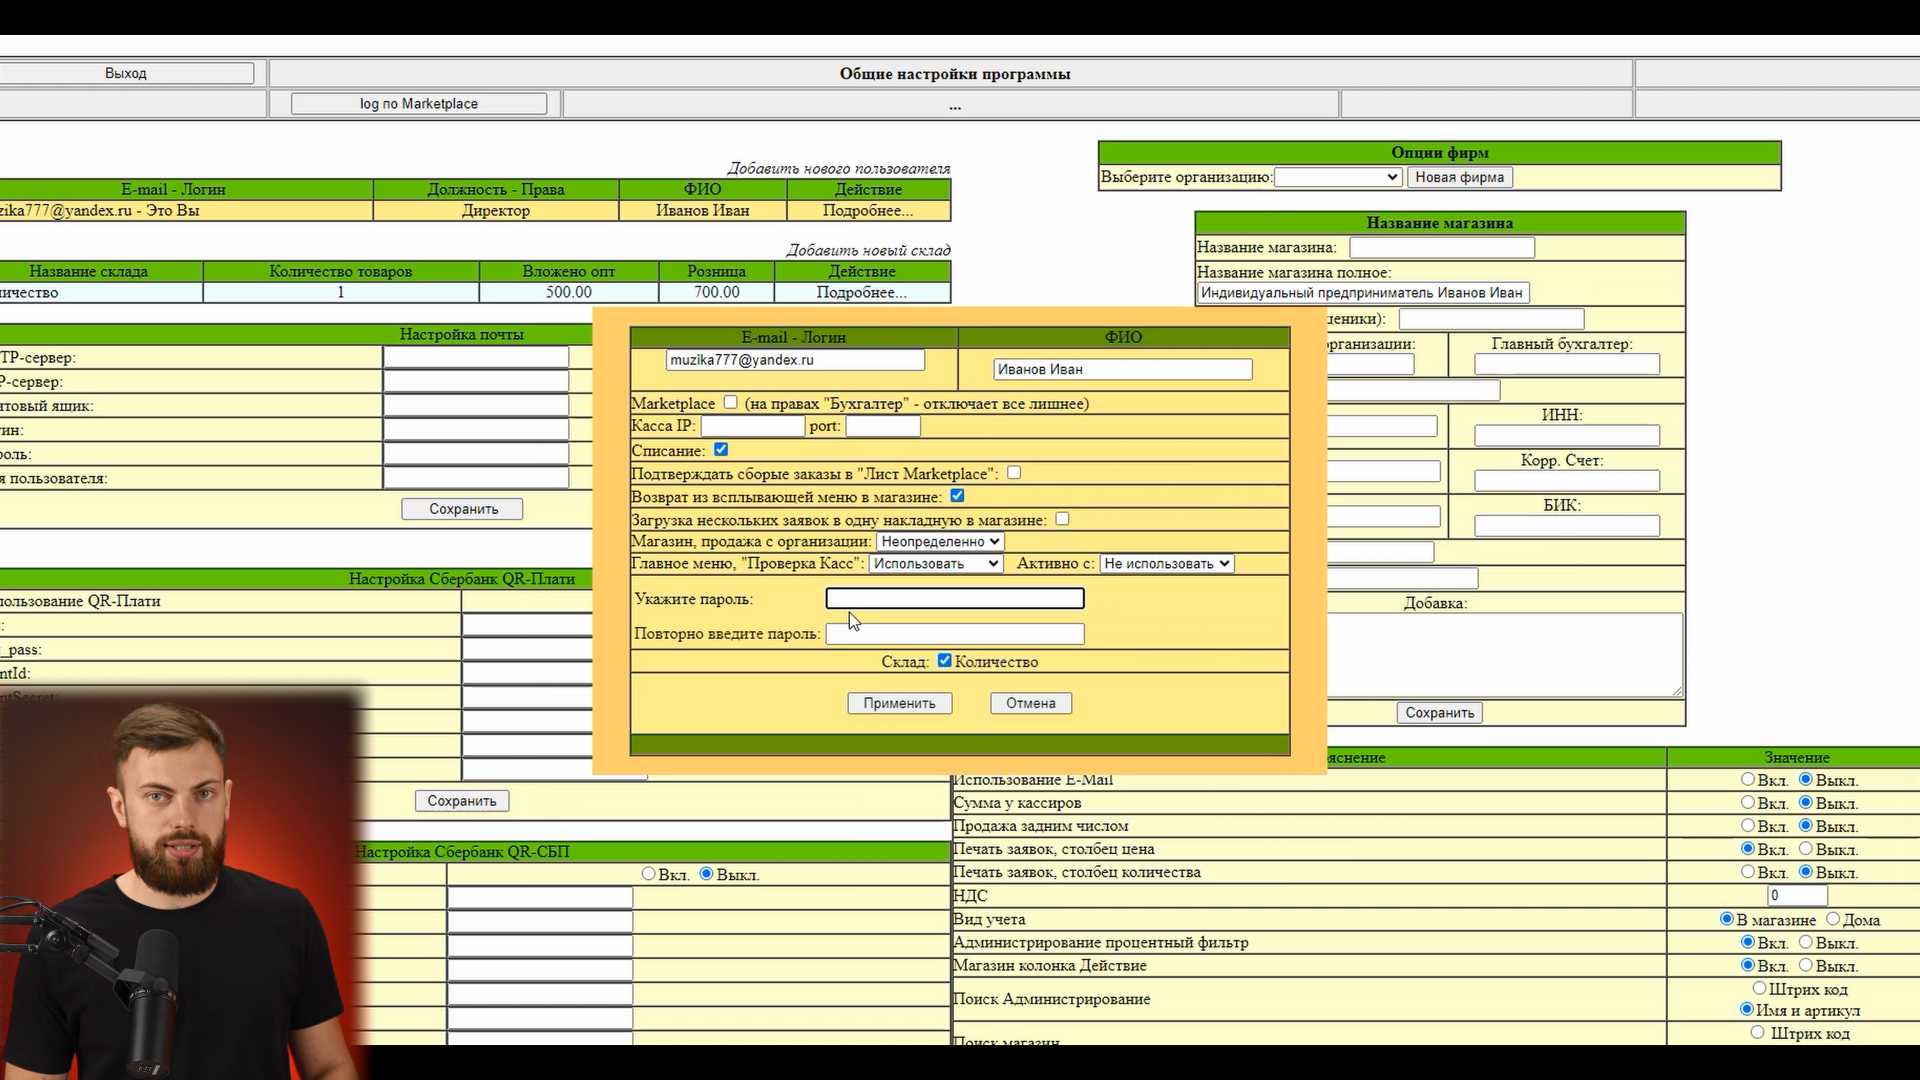 Выход
Общие настройки программы
log по Marketplace
...
Добавить нового пользователя
E-mail - Логин Должность - Права ФИО Действие
zika777@yandex.ru - Это Вы Директор Иванов Иван Подробнее...
Добавить новый склад
Название склада Количество товаров Вложено опт Розница Действие
ичество 1 500.00 700.00 Подробнее...
Настройка почты
ТР-сервер:
Р-сервер:
чтовый ящик:
гин:
роль:
я пользователя:
Сохранить
Настройка Сбербанк QR-Плати
пользование QR-Плати
:
_pass:
ntId:
ntSecret:
Сохранить
Настройка Сбербанк QR-СБП
Вкл. Выкл.
E-mail - Логин ФИО
muzika777@yandex.ru Иванов Иван
Marketplace (на правах "Бухгалтер" - отключает все лишнее)
Касса IP: port:
Списание:
Подтверждать сборые заказы в "Лист Marketplace":
Возврат из всплывающей меню в магазине:
Загрузка нескольких заявок в одну накладную в магазине:
Магазин, продажа с организации: Неопределенно
Главное меню, "Проверка Касс": Использовать Активно с: Не использовать
Укажите пароль:
Повторно введите пароль:
Склад: Количество
Применить Отмена
Опции фирм
Выберите организацию: Новая фирма
Название магазина
Название магазина:
Название магазина полное:
Индивидуальный предприниматель Иванов Иван
ценики):
рганизации: Главный бухгалтер:
ИНН:
Корр. Счет:
БИК:
Добавка:
Сохранить
яснение Значение
Использование E-Mail Вкл. Выкл.
Сумма у кассиров Вкл. Выкл.
Продажа задним числом Вкл. Выкл.
Печать заявок, столбец цена Вкл. Выкл.
Печать заявок, столбец количества Вкл. Выкл.
НДС 0
Вид учета В магазине Дома
Администрирование процентный фильтр Вкл. Выкл.
Магазин колонка Действие Вкл. Выкл.
Поиск Администрирование Штрих код
Имя и артикул
Поиск магазин Штрих код